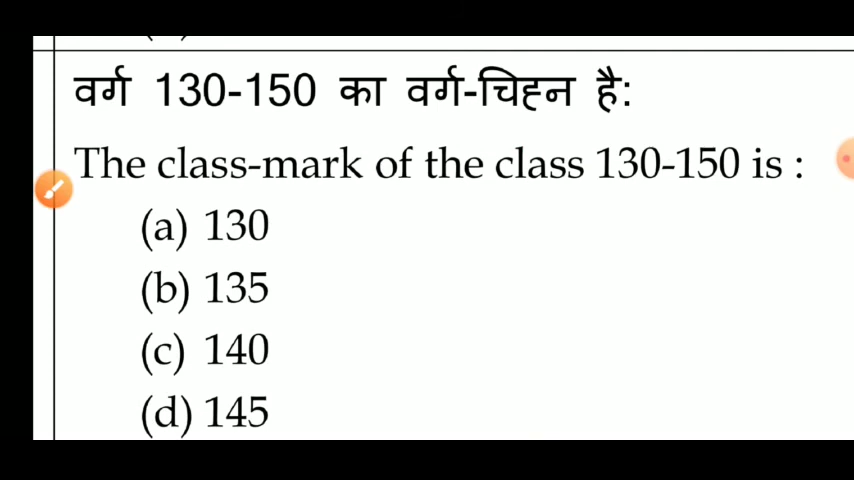 वर्ग 130-150 का वर्ग-चिह्न है:
The class-mark of the class 130-150 is :
(a) 130
(b) 135
(c) 140
(d) 145